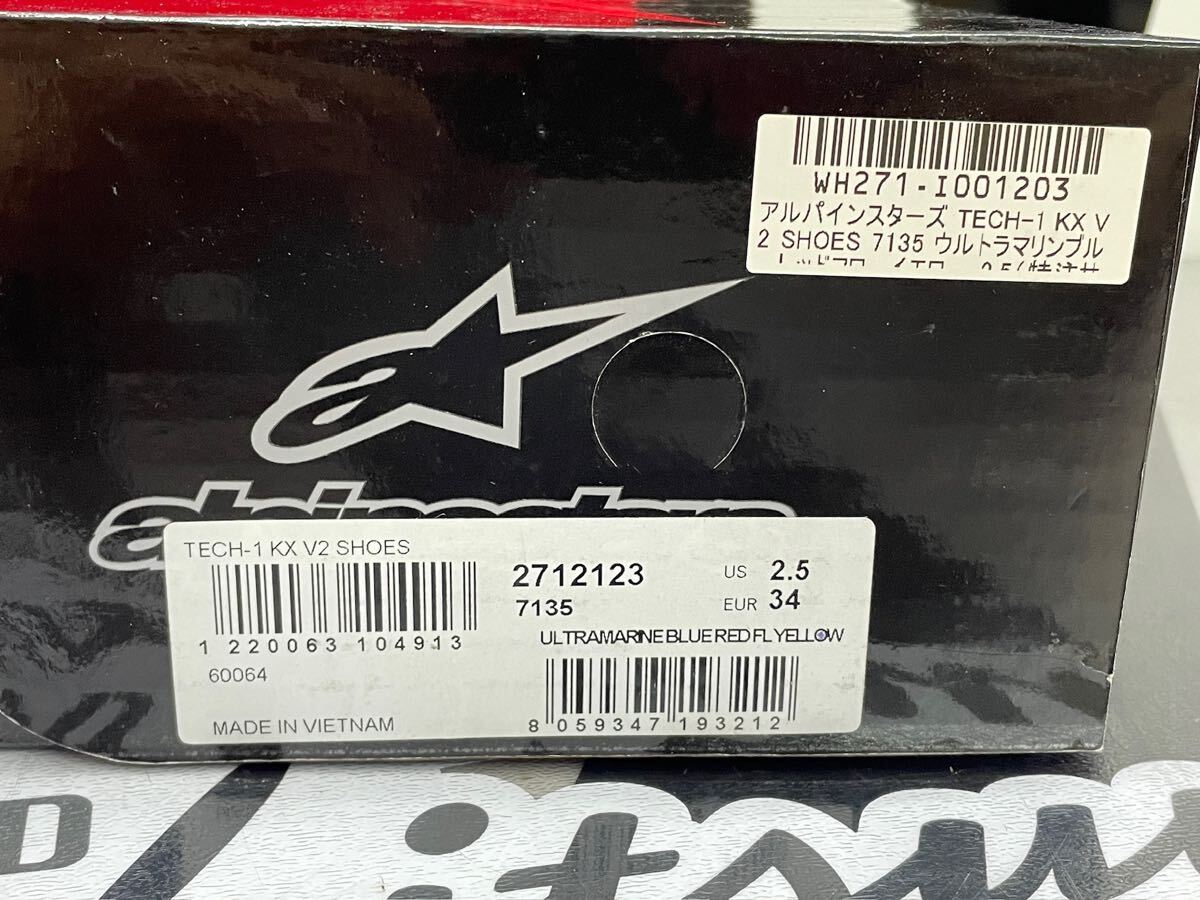 WH271-I001203
アルパインスターズ TECH-1 KX V
2 SHOES 7135 ウルトラマリンブル
TECH-1 KX V2 SHOES
2712123
US 2.5
7135
EUR 34
ULTRAMARINE BLUE RED FL YELLOW
1 220063 104913
60064
8 059347 193212
MADE IN VIETNAM